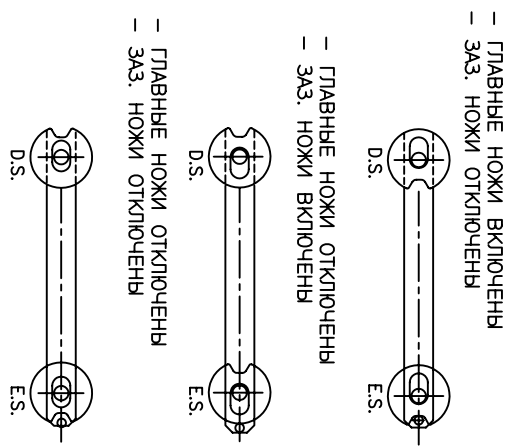 - ГЛАВНЫЕ НОЖИ ВКЛЮЧЕНЫ
- ЗАЗ. НОЖИ ОТКЛЮЧЕНЫ
D.S.
E.S.
- ГЛАВНЫЕ НОЖИ ОТКЛЮЧЕНЫ
- ЗАЗ. НОЖИ ВКЛЮЧЕНЫ
D.S.
E.S.
- ГЛАВНЫЕ НОЖИ ОТКЛЮЧЕНЫ
- ЗАЗ. НОЖИ ОТКЛЮЧЕНЫ
D.S.
E.S.